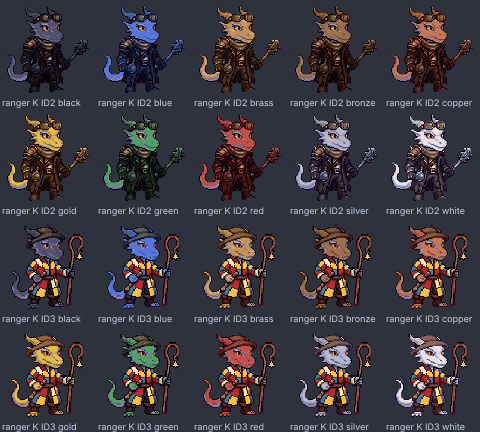 ranger K ID2 black
ranger K ID2 blue
ranger K ID2 brass
ranger K ID2 bronze
ranger K ID2 copper
ranger K ID2 gold
ranger K ID2 green
ranger K ID2 red
ranger K ID2 silver
ranger K ID2 white
ranger K ID3 black
ranger K ID3 blue
ranger K ID3 brass
ranger K ID3 bronze
ranger K ID3 copper
ranger K ID3 gold
ranger K ID3 green
ranger K ID3 red
ranger K ID3 silver
ranger K ID3 white